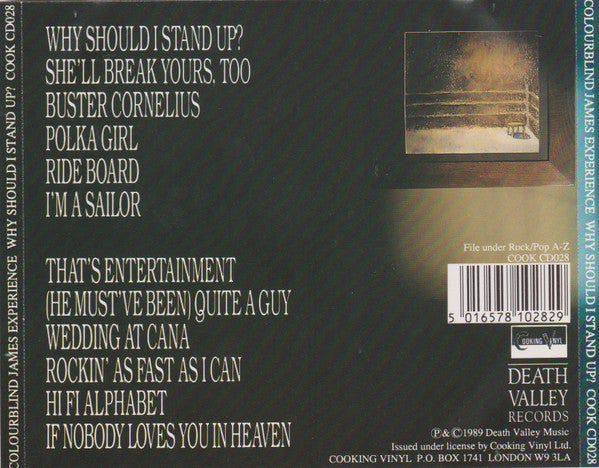 COLOURBLIND JAMES EXPERIENCE WHY SHOULD I STAND UP? COOK CD028
WHY SHOULD I STAND UP?
SHE'LL BREAK YOURS, TOO
BUSTER CORNELIUS
POLKA GIRL
RIDE BOARD
I'M A SAILOR
THAT'S ENTERTAINMENT
(HE MUST'VE BEEN) QUITE A GUY
WEDDING AT CANA
ROCKIN' AS FAST AS I CAN
HI FI ALPHABET
IF NOBODY LOVES YOU IN HEAVEN
File under Rock/Pop A-Z
COOK CD028
5 016578 102829
COOKING VINYL
DEATH
VALLEY
RECORDS
℗ & © 1989 Death Valley Music
Issued under license by Cooking Vinyl Ltd.
COOKING VINYL P.O. BOX 1741 LONDON W9 3LA
COLOURBLIND JAMES EXPERIENCE WHY SHOULD I STAND UP? COOK CD028